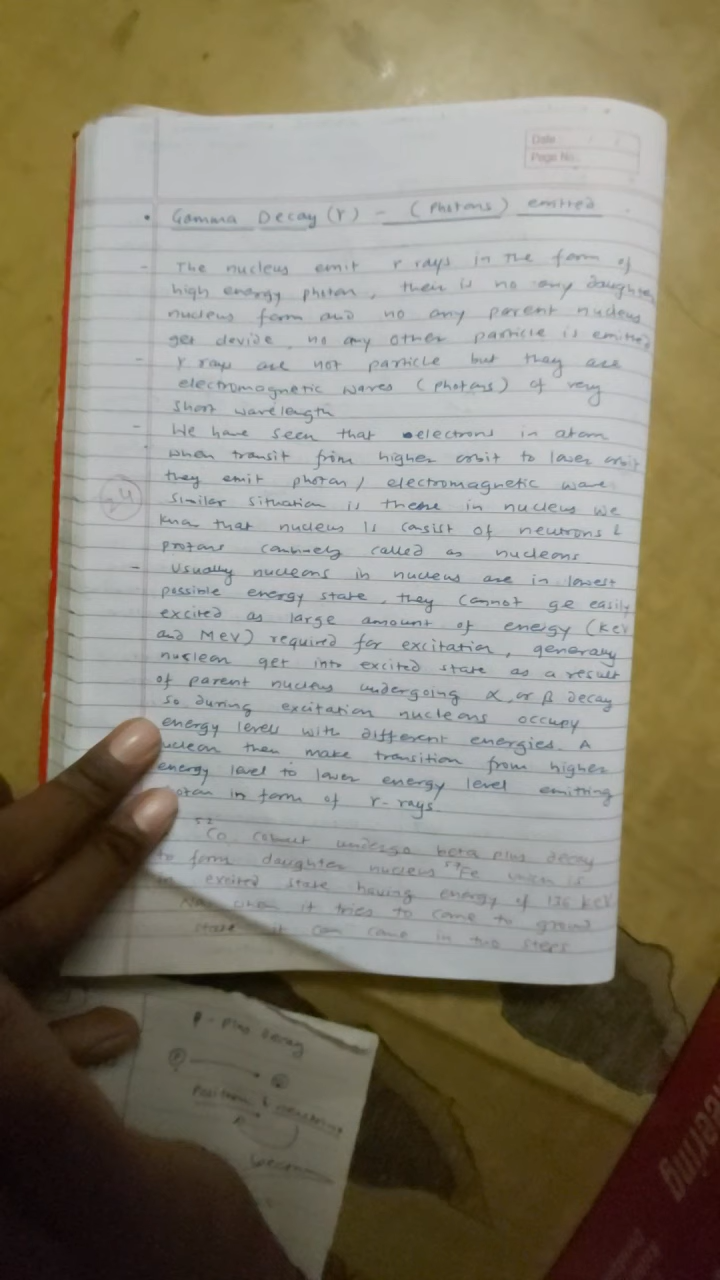 Date :
Page No :
• Gamma Decay (γ) - (Photons) emitted
- The nucleus emit γ rays in the form of
high energy photon, then is no any daughter
nucleus form and no any parent nucleus
get devide, no any other particle is emitted
- γ rays are not particle but they are
electromagnetic waves (photons) of very
short wavelength
- We have seen that electrons in atom
when transit from higher orbit to lower orbit
they emit photon / electromagnetic wave
24
Similar situation is there in nucleus we
know that nucleus is consist of neutrons &
protons called as nucleons
- Usually nucleons in nucleus are in lowest
possible energy state, they cannot ge easily
excited as large amount of energy (keV
and MeV) required for excitation, generally
nucleon get into excited state as a result
of parent nucleus undergoing α or β decay
so during excitation nucleons occupy
energy levels with different energies. A
ucleon then make transition from higher
energy level to lower energy level emitting
oton in form of γ-rays.
Co undergo beta plus decay
to form daughter nucleus ⁵⁷Fe which is
in excited state having energy of 136 keV
when it tries to come to ground
state it can come in two steps
β - plus decay
Positron &
eering